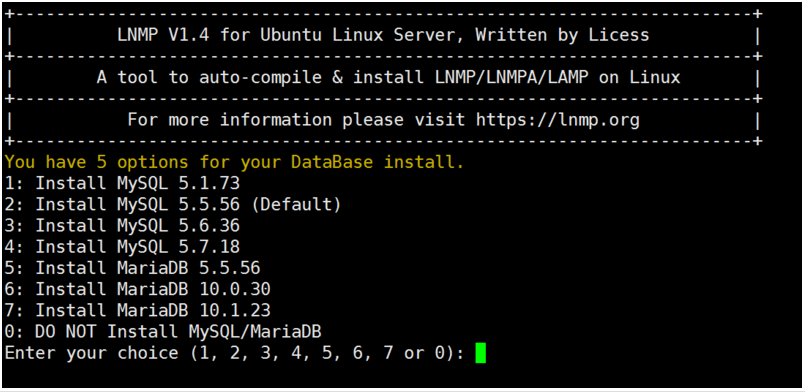 +------------------------------------------------------------------------+
|          LNMP V1.4 for Ubuntu Linux Server, Written by Licess          |
+------------------------------------------------------------------------+
|        A tool to auto-compile & install LNMP/LNMPA/LAMP on Linux       |
+------------------------------------------------------------------------+
|           For more information please visit https://lnmp.org           |
+------------------------------------------------------------------------+
You have 5 options for your DataBase install.
1: Install MySQL 5.1.73
2: Install MySQL 5.5.56 (Default)
3: Install MySQL 5.6.36
4: Install MySQL 5.7.18
5: Install MariaDB 5.5.56
6: Install MariaDB 10.0.30
7: Install MariaDB 10.1.23
0: DO NOT Install MySQL/MariaDB
Enter your choice (1, 2, 3, 4, 5, 6, 7 or 0):